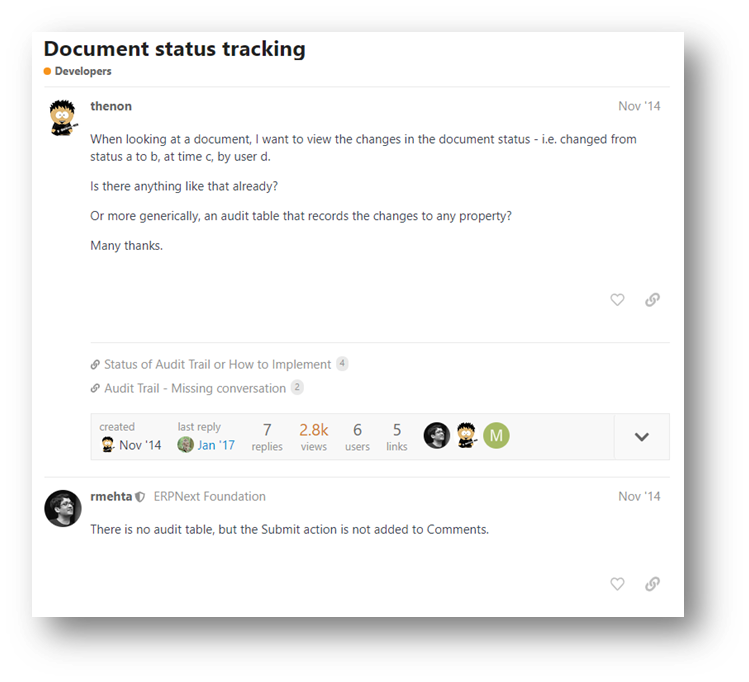 Document status tracking
Developers
thenon Nov '14
When looking at a document, I want to view the changes in the document status - i.e. changed from
status a to b, at time c, by user d.
Is there anything like that already?
Or more generically, an audit table that records the changes to any property?
Many thanks.
Status of Audit Trail or How to Implement 4
Audit Trail - Missing conversation 2
created last reply 7 2.8k 6 5
Nov '14 Jan '17 replies views users links M
rmehta ERPNext Foundation Nov '14
There is no audit table, but the Submit action is not added to Comments.